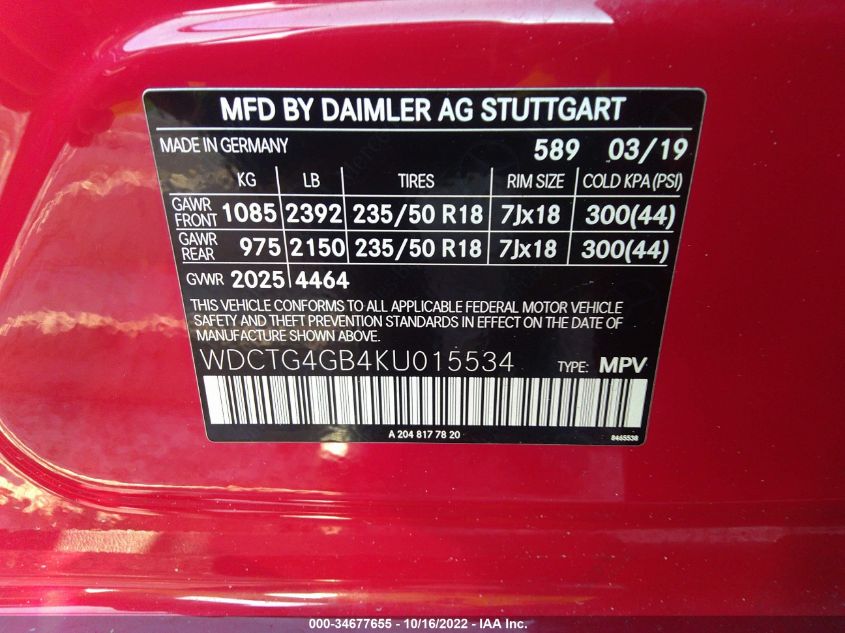 MFD BY DAIMLER AG STUTTGART
MADE IN GERMANY 589 03/19
KG LB TIRES RIM SIZE COLD KPA (PSI)
GAWR FRONT 1085 2392 235/50 R18 7Jx18 300(44)
GAWR REAR 975 2150 235/50 R18 7Jx18 300(44)
GVWR 2025 4464
THIS VEHICLE CONFORMS TO ALL APPLICABLE FEDERAL MOTOR VEHICLE
SAFETY AND THEFT PREVENTION STANDARDS IN EFFECT ON THE DATE OF
MANUFACTURE SHOWN ABOVE.
WDCTG4GB4KU015534 TYPE: MPV
A 204 817 78 20 8465538
000-34677655 - 10/16/2022 - IAA Inc.